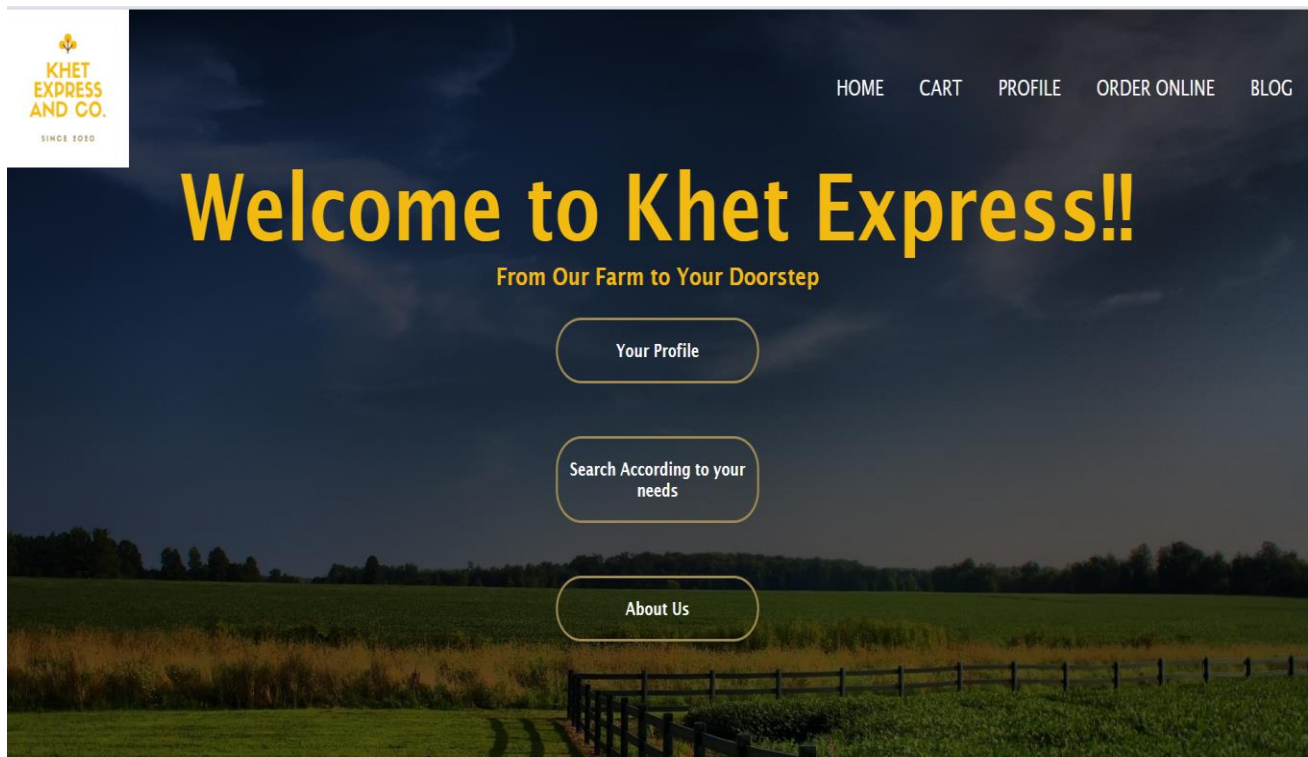 KHET
EXPRESS
AND CO.
SINCE 2020
HOME CART PROFILE ORDER ONLINE BLOG
Welcome to Khet Express!!
From Our Farm to Your Doorstep
Your Profile
Search According to your
needs
About Us